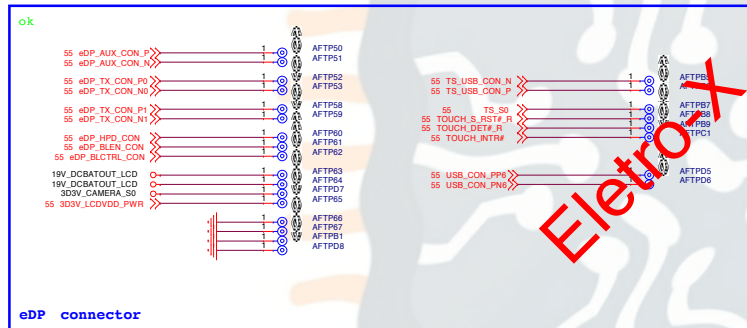 ok
55 eDP_AUX_CON_P 1 AFTP50
55 eDP_AUX_CON_N 1 AFTP51
55 eDP_TX_CON_P0 1 AFTP52
55 eDP_TX_CON_N0 1 AFTP53
55 eDP_TX_CON_P1 1 AFTP58
55 eDP_TX_CON_N1 1 AFTP59
55 eDP_HPD_CON 1 AFTP60
55 eDP_BLEN_CON 1 AFTP61
55 eDP_BLCTRL_CON 1 AFTP62
19V_DCBATOUT_LCD 1 AFTP63
19V_DCBATOUT_LCD 1 AFTP64
3D3V_CAMERA_S0 1 AFTPD7
55 3D3V_LCDVDD_PWR 1 AFTP65
1 AFTP66
1 AFTP67
1 AFTPB1
1 AFTPD8
55 TS_USB_CON_N 1
55 TS_USB_CON_P 1
55 TS_S0 1 AFTPB7
55 TOUCH_S_RST#_R 1 AFTPB8
55 TOUCH_DET#_R 1 AFTPB9
55 TOUCH_INTR# 1 AFTPC1
55 USB_CON_PP6 1 AFTPD5
55 USB_CON_PN6 1 AFTPD6
Eletro-X
eDP connector